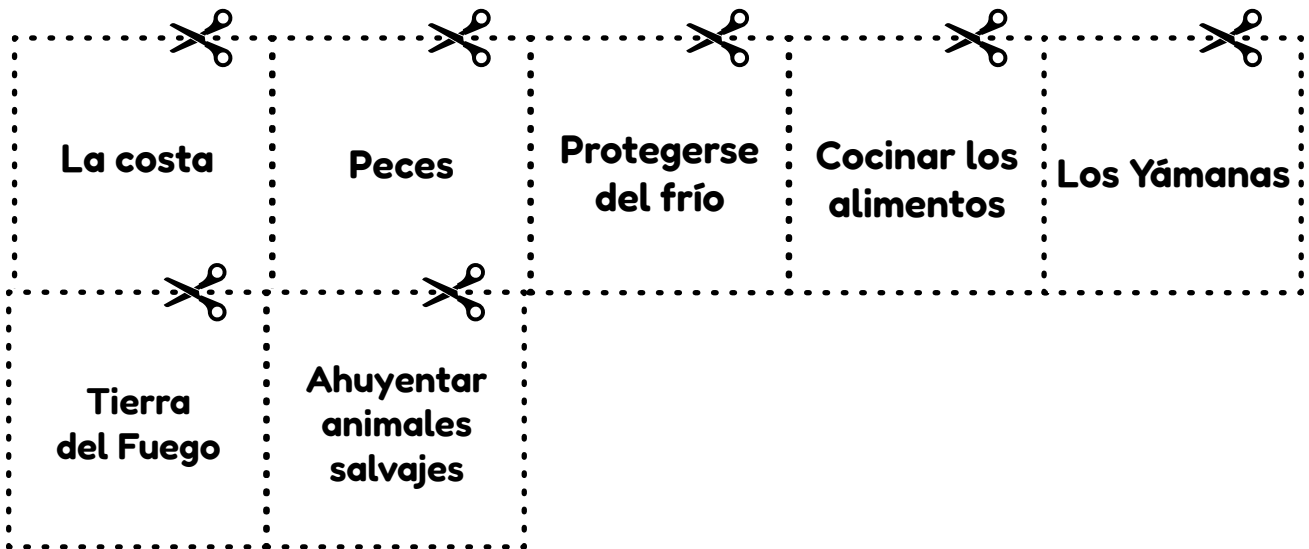 La costa
Peces
Protegerse
del frío
Cocinar los
alimentos
Los Yámanas
Tierra
del Fuego
Ahuyentar
animales
salvajes